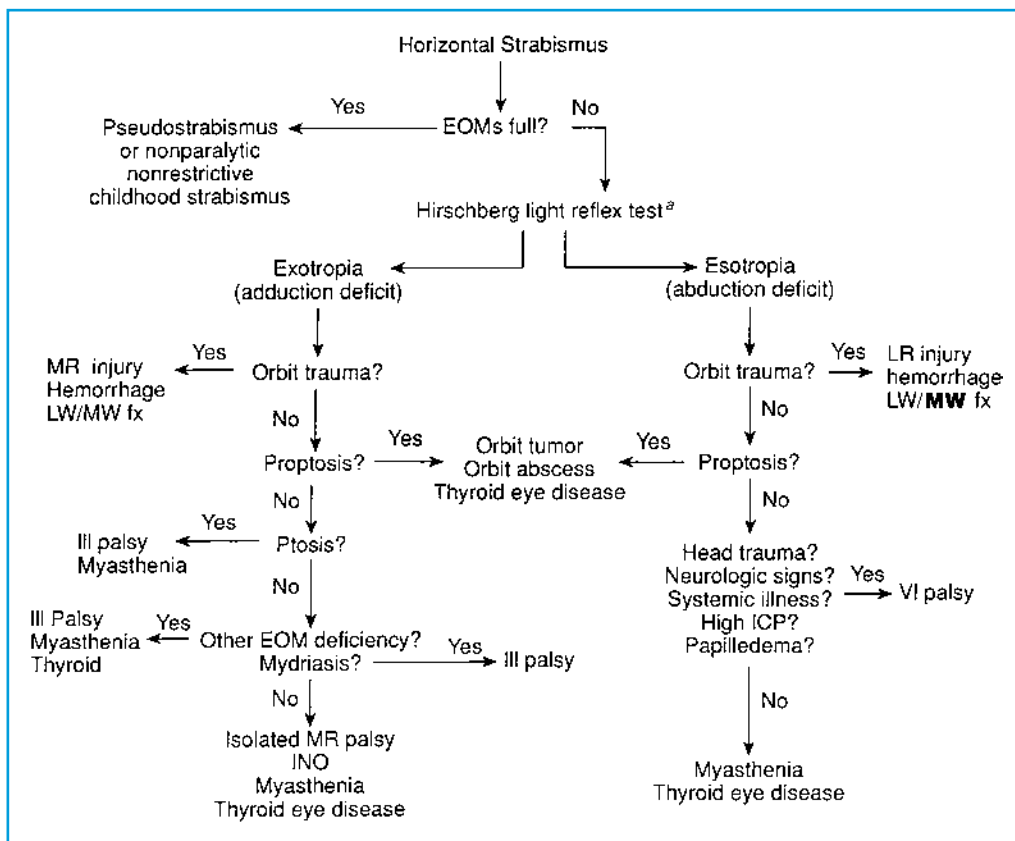 Horizontal Strabismus
Yes
No
EOMs full?
Pseudostrabismus
or nonparalytic
nonrestrictive
childhood strabismus
Hirschberg light reflex test a
Exotropia
(adduction deficit)
Esotropia
(abduction deficit)
MR injury
Hemorrhage
LW/MW fx
Yes
Orbit trauma?
Orbit trauma?
Yes
LR injury
hemorrhage
LW/MW fx
No
No
Proptosis?
Yes
Orbit tumor
Orbit abscess
Thyroid eye disease
Yes
Proptosis?
No
No
III palsy
Myasthenia
Yes
Ptosis?
Head trauma?
Neurologic signs?
Systemic illness?
High ICP?
Papilledema?
Yes
VI palsy
No
III Palsy
Myasthenia
Thyroid
Yes
Other EOM deficiency?
Mydriasis?
Yes
III palsy
No
No
Isolated MR palsy
INO
Myasthenia
Thyroid eye disease
Myasthenia
Thyroid eye disease